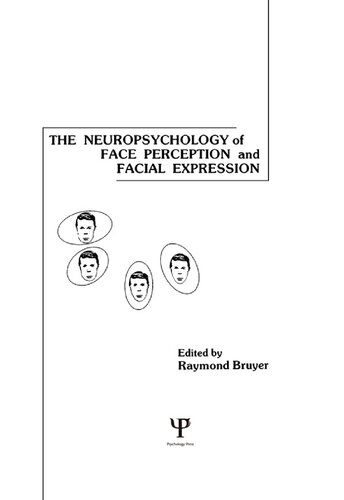 THE NEUROPSYCHOLOGY of
FACE PERCEPTION and
FACIAL EXPRESSION
Edited by
Raymond Bruyer
Psychology Press